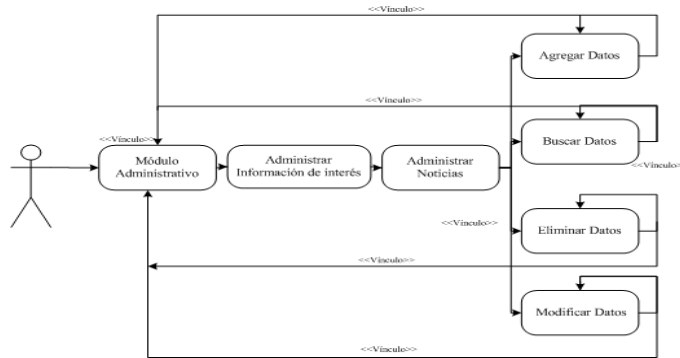 <<Vínculo>>
Agregar Datos
<<Vínculo>>
<<Vínculo>>
Buscar Datos
<<Vínculo>>
Módulo
Administrativo
Administrar
Información de interés
Administrar
Noticias
<<Vínculo>>
<<Vínculo>>
Eliminar Datos
<<Vínculo>>
Modificar Datos
<<Vínculo>>